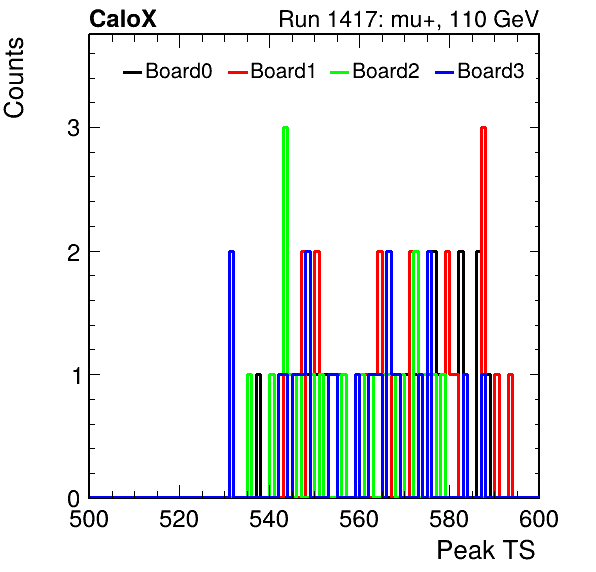 CaloX Run 1417: mu+, 110 GeV
Counts
Board0 Board1 Board2 Board3
3
2
1
0
500 520 540 560 580 600
Peak TS